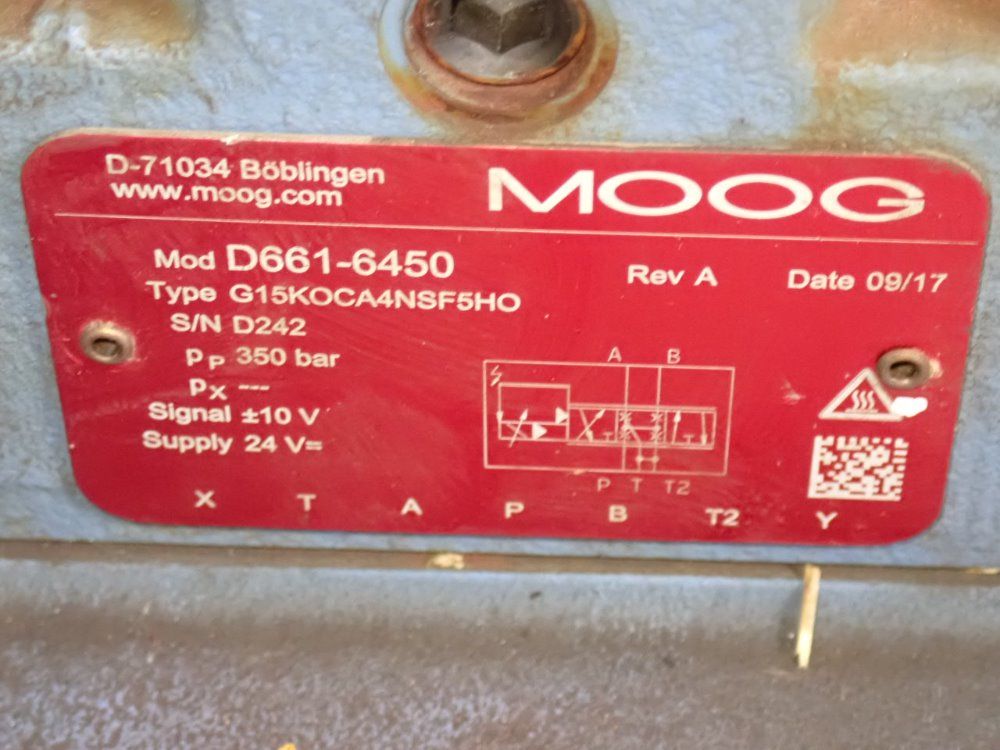 D-71034 Böblingen
www.moog.com
MOOG
Mod D661-6450
Rev A
Date 09/17
Type G15KOCA4NSF5HO
S/N D242
pP 350 bar
pX ---
Signal ±10 V
Supply 24 V=
A B
T T
P T T2
X T A P B T2 Y